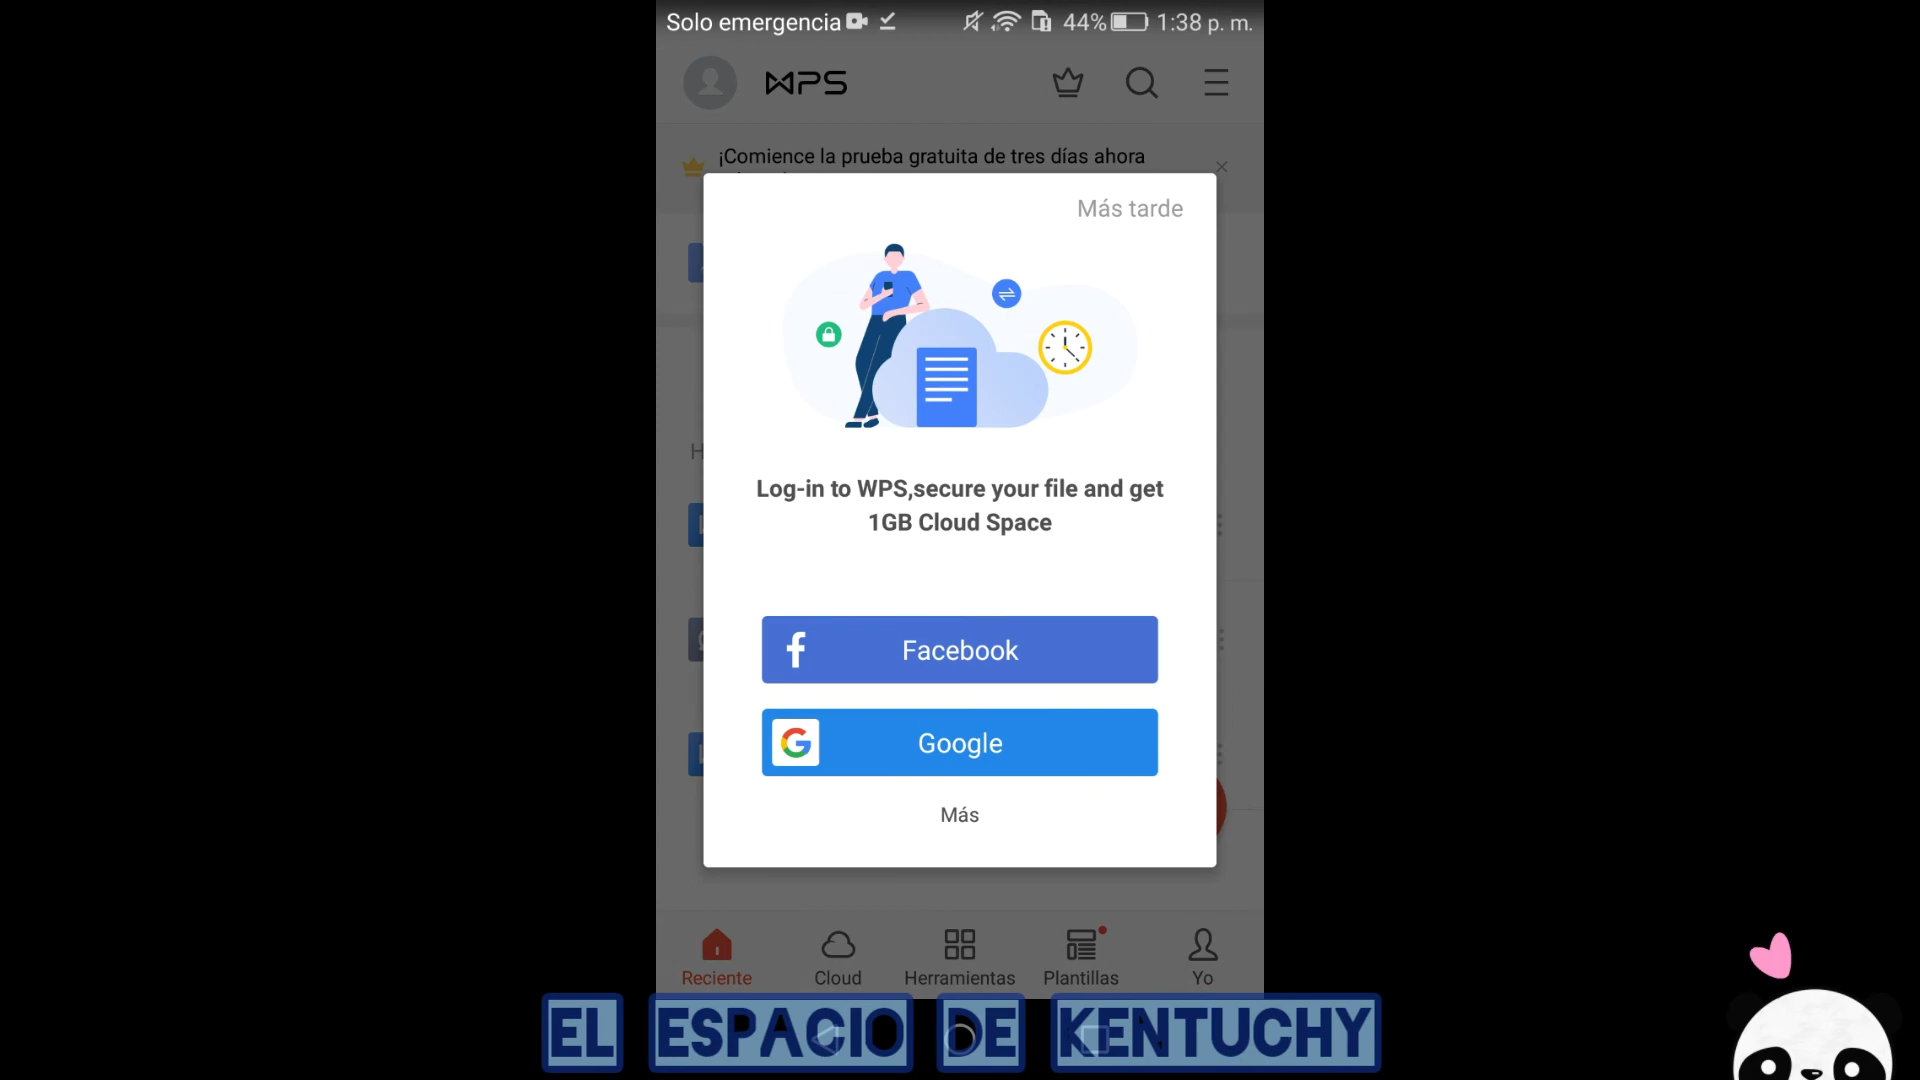 Solo emergencia 44% 1:38 p. m.
WPS
¡Comience la prueba gratuita de tres días ahora
Más tarde
Log-in to WPS,secure your file and get
1GB Cloud Space
Facebook
Google
Más
Reciente Cloud Herramientas Plantillas Yo
EL ESPACIO DE KENTUCHY